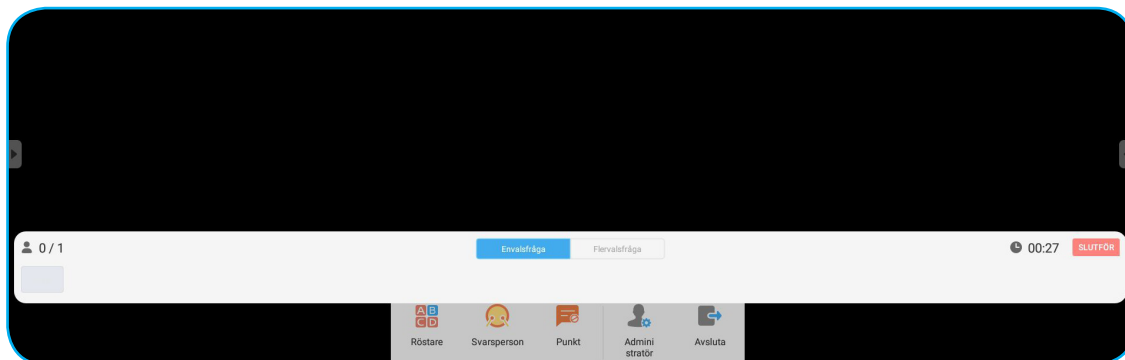 0 / 1
Envalsfråga
Flervalsfråga
00:27
SLUTFÖR
A B
C D
Röstare
Svarsperson
Punkt
Admini
stratör
Avsluta